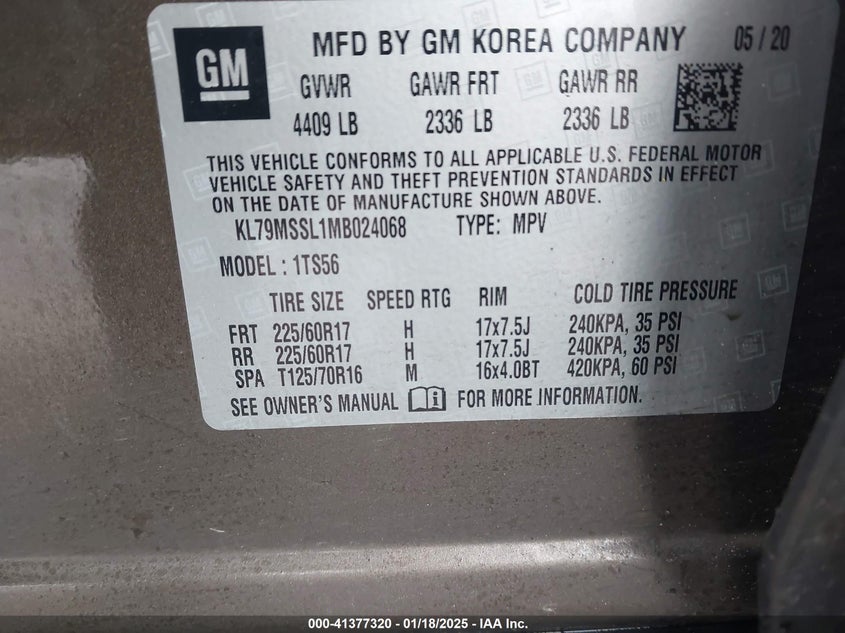 GM
MFD BY GM KOREA COMPANY 05 / 20
GVWR GAWR FRT GAWR RR
4409 LB 2336 LB 2336 LB
THIS VEHICLE CONFORMS TO ALL APPLICABLE U.S. FEDERAL MOTOR
VEHICLE SAFETY AND THEFT PREVENTION STANDARDS IN EFFECT
ON THE DATE OF MANUFACTURE SHOWN ABOVE.
KL79MSSL1MB024068 TYPE: MPV
MODEL : 1TS56
TIRE SIZE SPEED RTG RIM COLD TIRE PRESSURE
FRT 225/60R17 H 17x7.5J 240KPA, 35 PSI
RR 225/60R17 H 17x7.5J 240KPA, 35 PSI
SPA T125/70R16 M 16x4.0BT 420KPA, 60 PSI
SEE OWNER'S MANUAL FOR MORE INFORMATION.
000-41377320 - 01/18/2025 - IAA Inc.